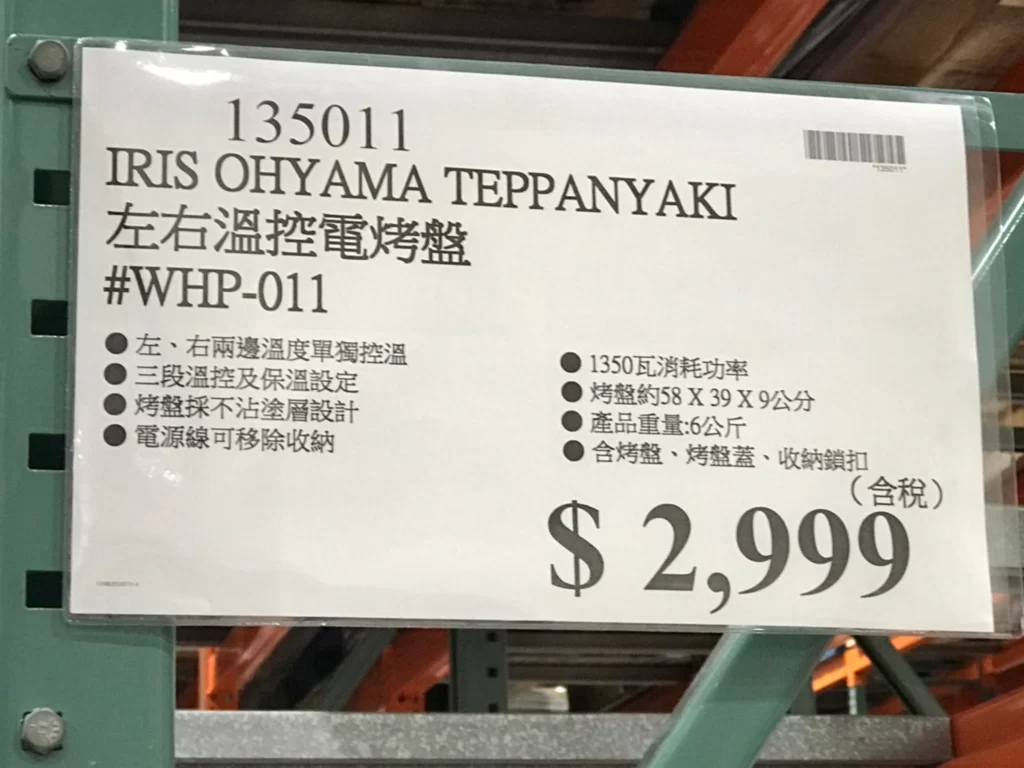 135011
"135011"
IRIS OHYAMA TEPPANYAKI
左右溫控電烤盤
#WHP-011
● 左、右兩邊溫度單獨控溫
● 三段溫控及保溫設定
● 烤盤採不沾塗層設計
● 電源線可移除收納
● 1350瓦消耗功率
● 烤盤約58 X 39 X 9公分
● 產品重量:6公斤
● 含烤盤、烤盤蓋、收納鎖扣
（含稅）
$ 2,999